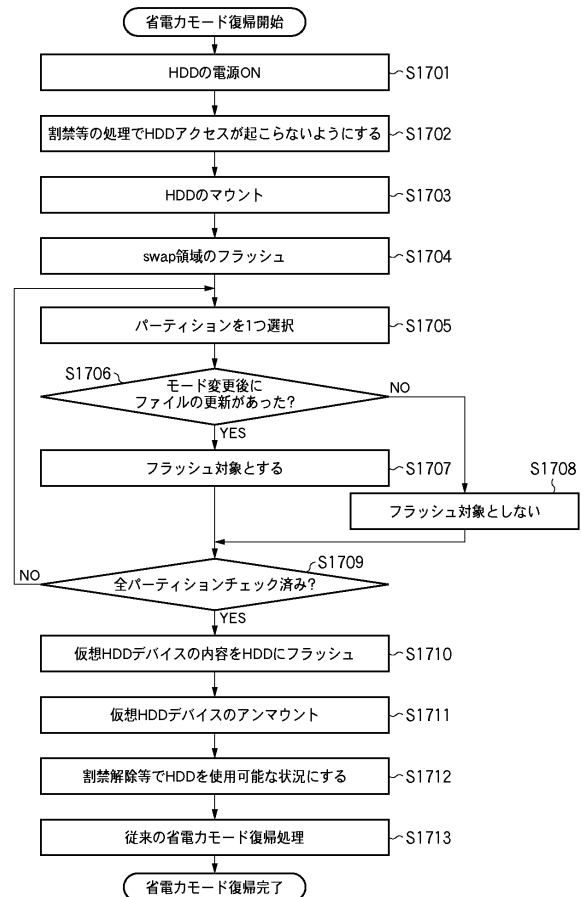 省電力モード復帰開始
HDDの電源ON
S1701
割禁等の処理でHDDアクセスが起こらないようにする
S1702
HDDのマウント
S1703
swap領域のフラッシュ
S1704
パーティションを1つ選択
S1705
S1706
モード変更後に
ファイルの更新があった?
NO
YES
フラッシュ対象とする
S1707
S1708
フラッシュ対象としない
S1709
全パーティションチェック済み?
NO
YES
仮想HDDデバイスの内容をHDDにフラッシュ
S1710
仮想HDDデバイスのアンマウント
S1711
割禁解除等でHDDを使用可能な状況にする
S1712
従来の省電力モード復帰処理
S1713
省電力モード復帰完了